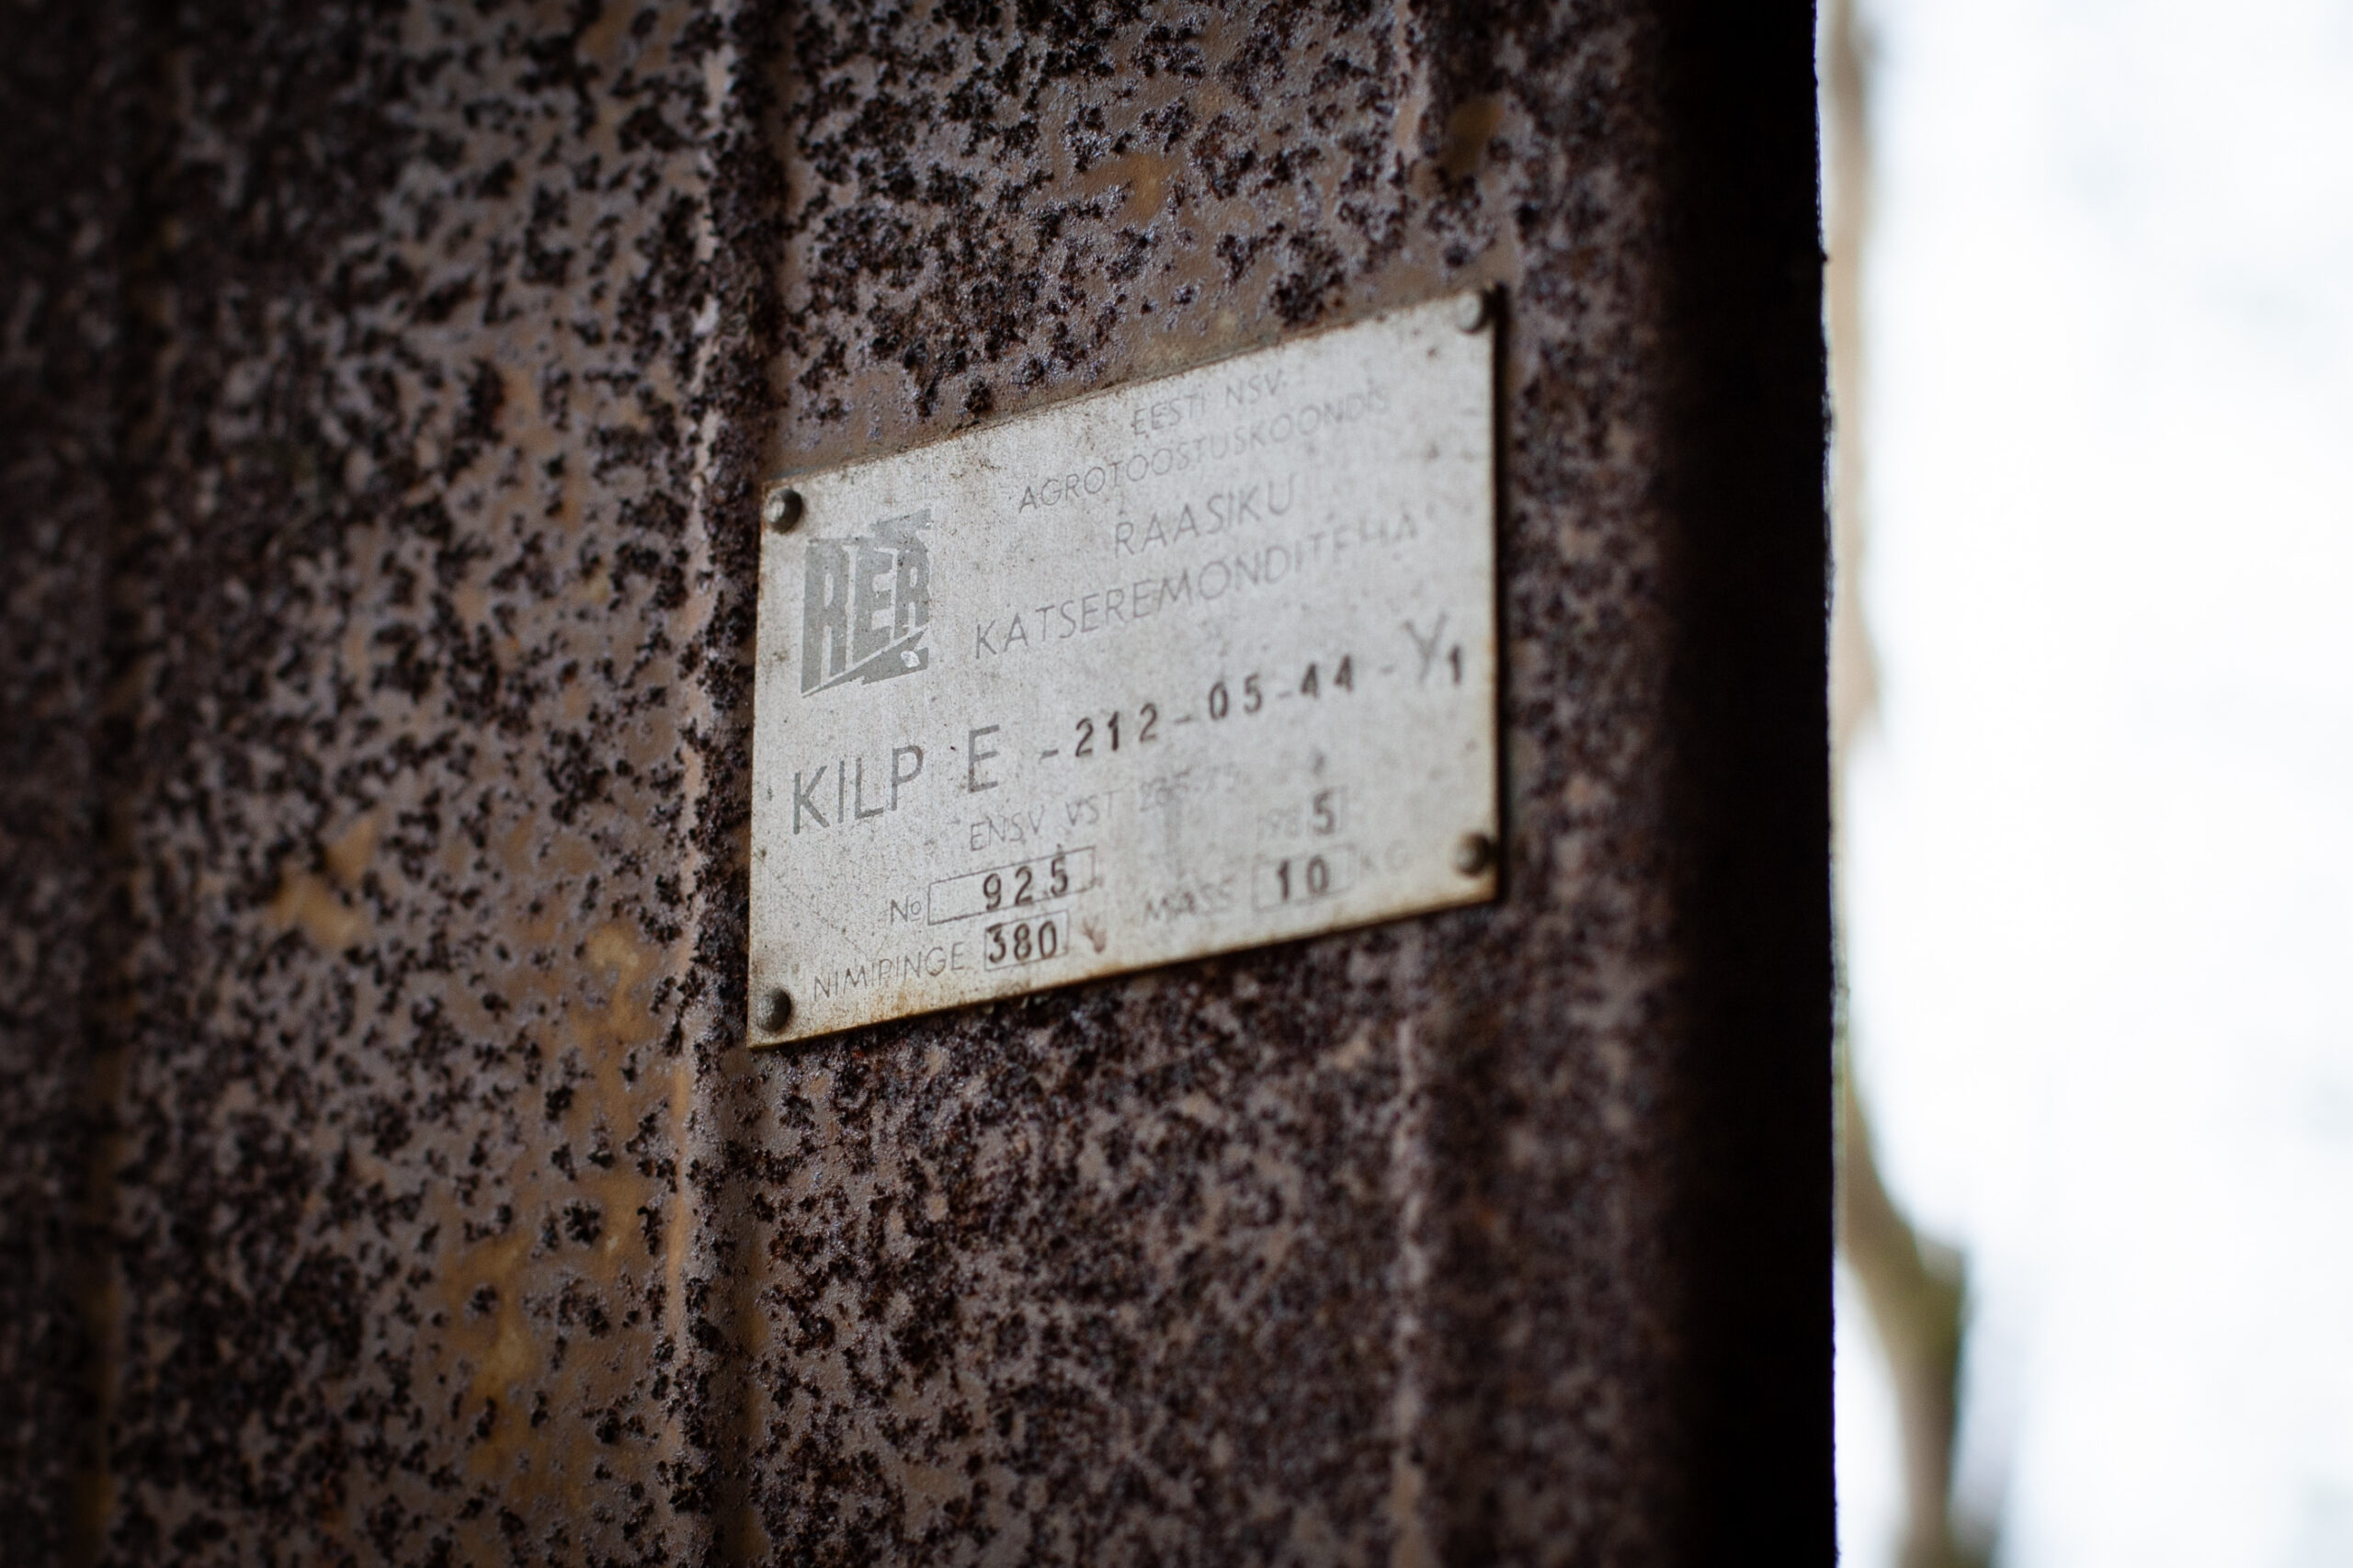 EESTI NSV
AGROTÖÖSTUSKOONDIS
RER
RAASIKU
KATSEREMONDITEHA
KILP E -212-05-44-Y1
ENSV VST
1985
No 925
MASS 10 KG
NIMIPINGE 380 V